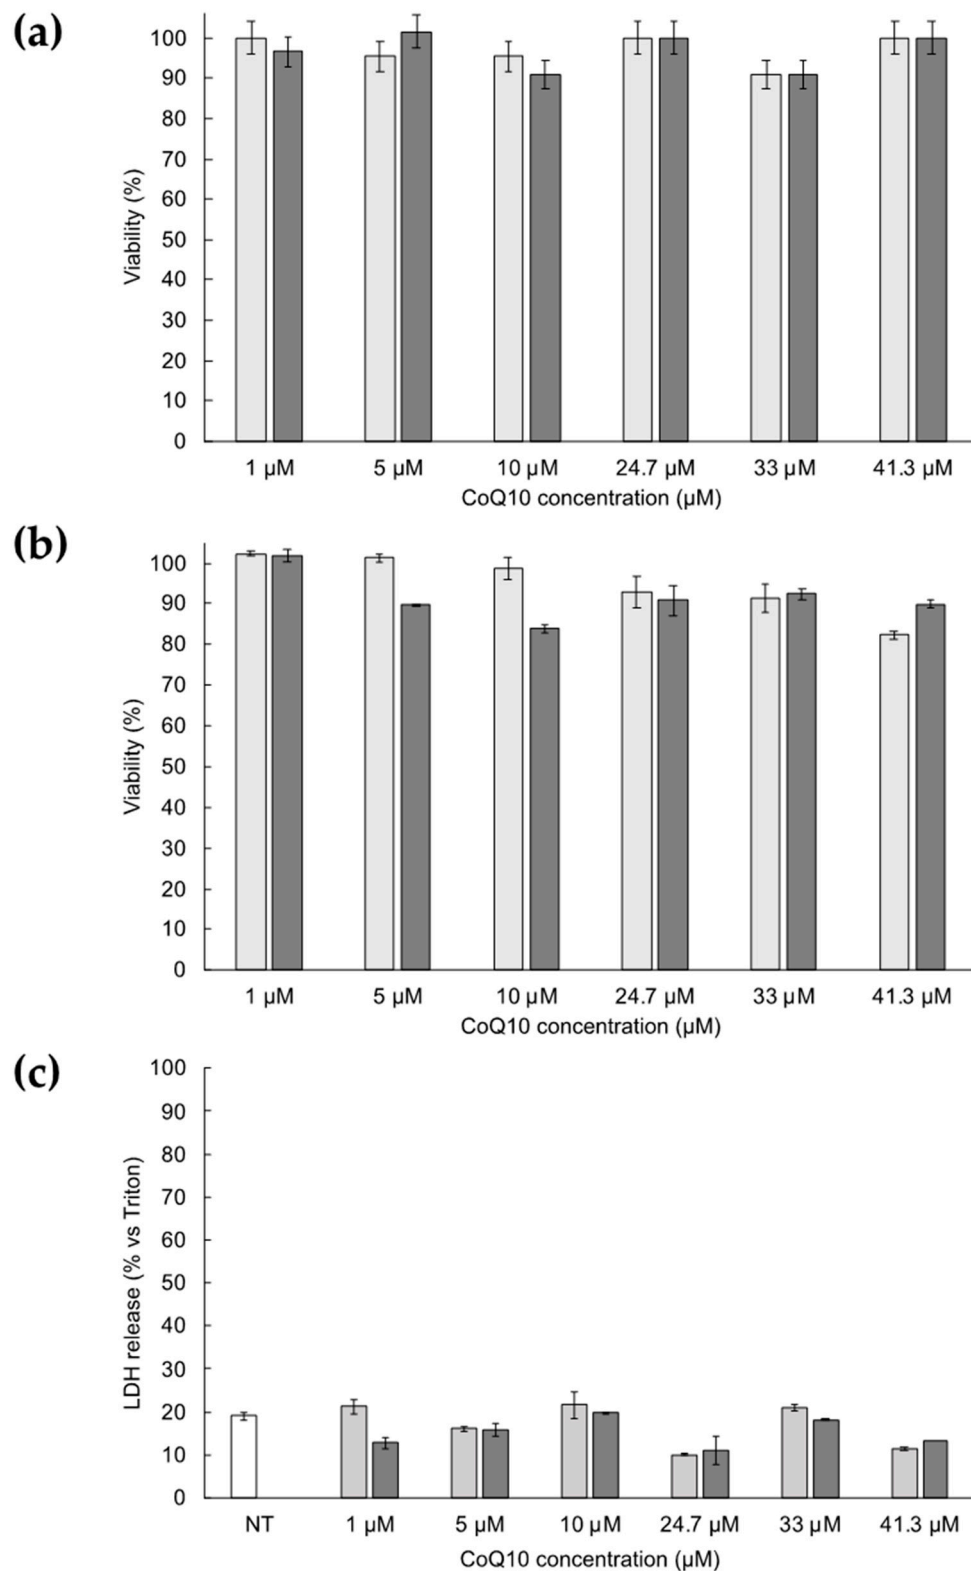 (a)
Viability (%)
100
90
80
70
60
50
40
30
20
10
0
1 µM 5 µM 10 µM 24.7 µM 33 µM 41.3 µM
CoQ10 concentration (µM)
(b)
Viability (%)
100
90
80
70
60
50
40
30
20
10
0
1 µM 5 µM 10 µM 24.7 µM 33 µM 41.3 µM
CoQ10 concentration (µM)
(c)
LDH release (% vs Triton)
100
90
80
70
60
50
40
30
20
10
0
NT 1 µM 5 µM 10 µM 24.7 µM 33 µM 41.3 µM
CoQ10 concentration (µM)